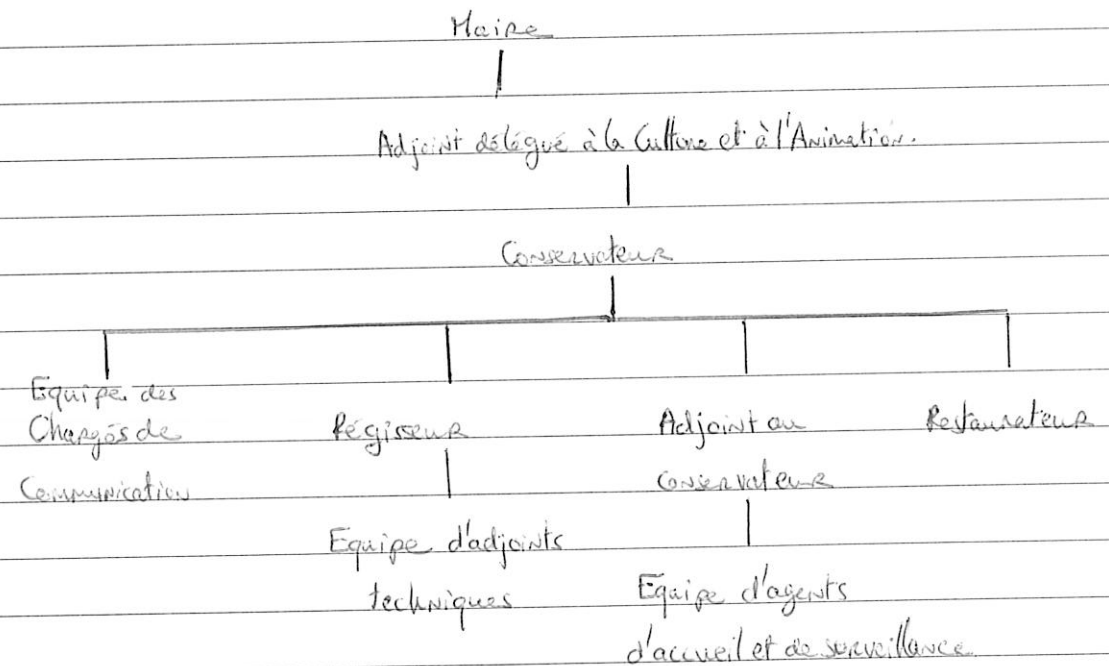 Maire
Adjoint délégué à la Culture et à l'Animation.
Conservateur
Equipe des
Chargés de
Communication
Régisseur
Equipe d'adjoints
techniques
Adjoint au
conservateur
Equipe d'agents
d'accueil et de surveillance
Restaurateur